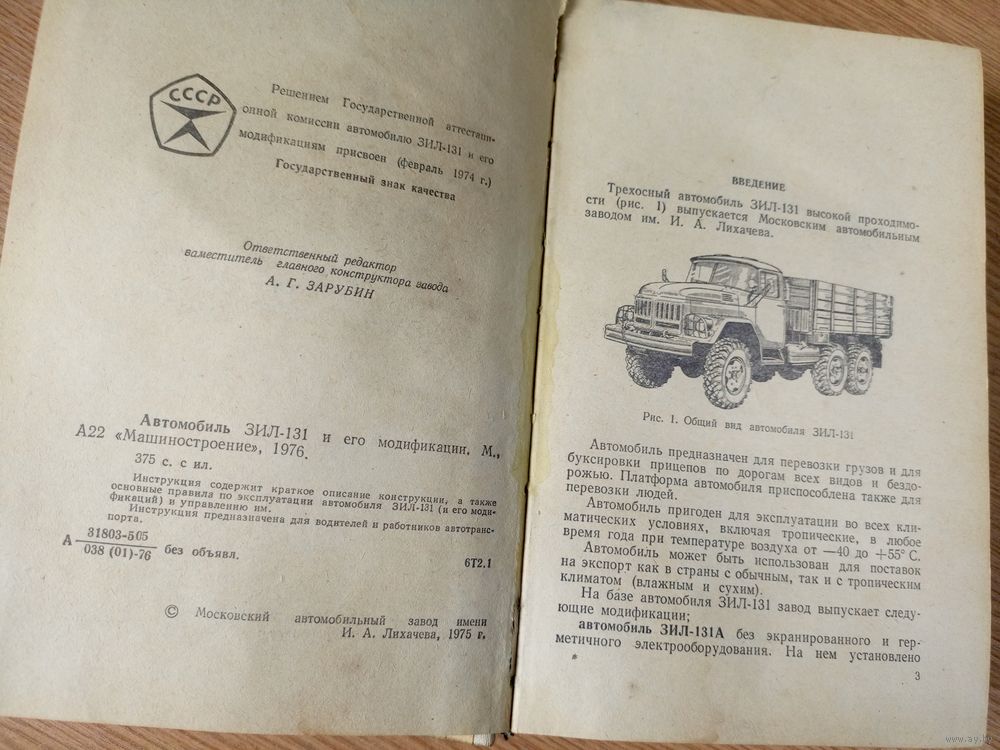 СССР
Решением Государственной аттестаци-
онной комиссии автомобилю ЗИЛ-131 и его
модификациям присвоен (февраль 1974 г.)
Государственный знак качества
Ответственный редактор
заместитель главного конструктора завода
А. Г. ЗАРУБИН
Автомобиль ЗИЛ-131 и его модификации. М.,
А22 «Машиностроение», 1976.
375 с. с ил.
Инструкция содержит краткое описание конструкции, а также
основные правила по эксплуатации автомобиля ЗИЛ-131 (и его моди-
фикаций) и управлению им.
Инструкция предназначена для водителей и работников автотранс-
порта.
А 31803-505
038 (01)-76 без объявл.
6Т2.1
© Московский автомобильный завод имени
И. А. Лихачева, 1975 г.
ВВЕДЕНИЕ
Трехосный автомобиль ЗИЛ-131 высокой проходимо-
сти (рис. 1) выпускается Московским автомобильным
заводом им. И. А. Лихачева.
Рис. 1. Общий вид автомобиля ЗИЛ-131
Автомобиль предназначен для перевозки грузов и для
буксировки прицепов по дорогам всех видов и бездо-
рожью. Платформа автомобиля приспособлена также для
перевозки людей.
Автомобиль пригоден для эксплуатации во всех кли-
матических условиях, включая тропические, в любое
время года при температуре воздуха от —40 до +55° С.
Автомобиль может быть использован для поставок
на экспорт как в страны с обычным, так и с тропическим
климатом (влажным и сухим).
На базе автомобиля ЗИЛ-131 завод выпускает следу-
ющие модификации;
автомобиль ЗИЛ-131А без экранированного и гер-
метичного электрооборудования. На нем установлено
*
3
www.ay.by